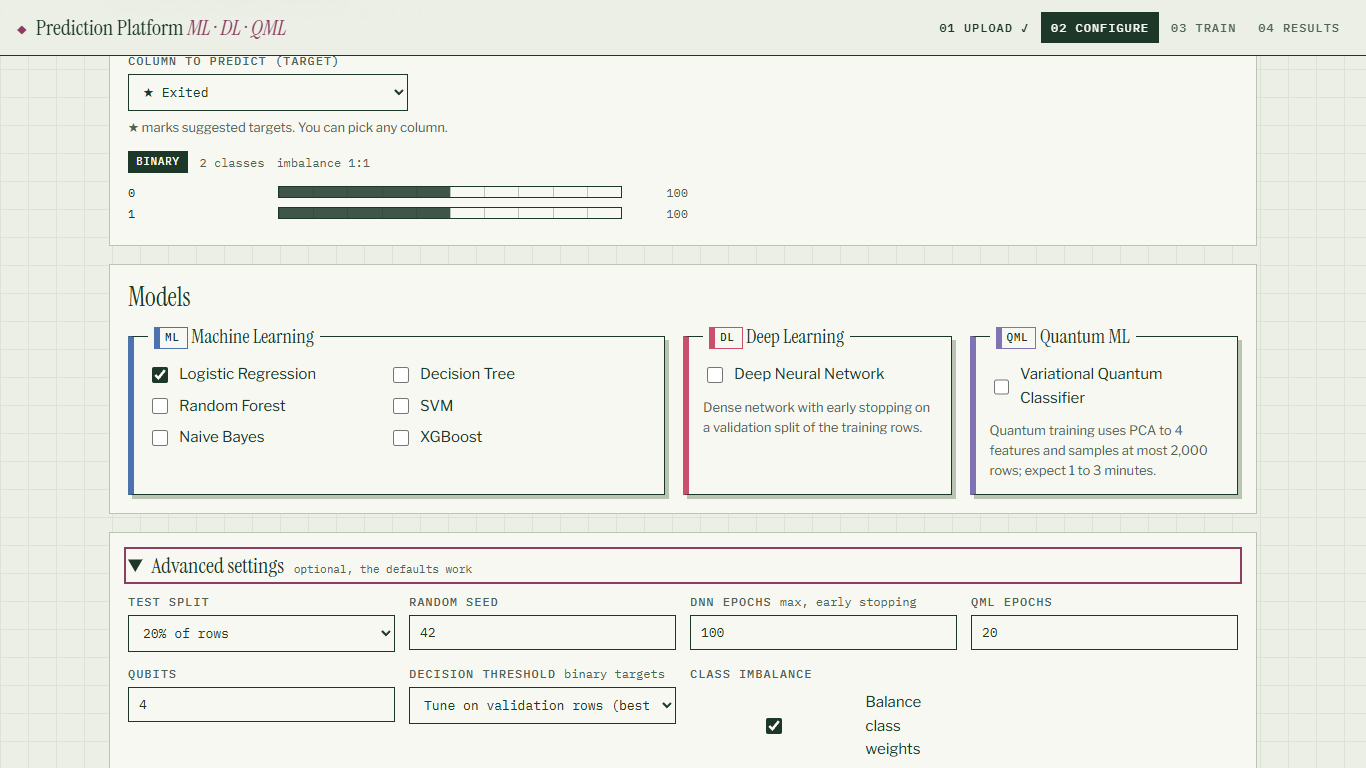 ◆ Prediction Platform ML · DL · QML
01 UPLOAD ✓ 02 CONFIGURE 03 TRAIN 04 RESULTS
COLUMN TO PREDICT (TARGET)
★ Exited
★ marks suggested targets. You can pick any column.
BINARY 2 classes imbalance 1:1
0 100
1 100
Models
ML Machine Learning
Logistic Regression
Decision Tree
Random Forest
SVM
Naive Bayes
XGBoost
DL Deep Learning
Deep Neural Network
Dense network with early stopping on
a validation split of the training rows.
QML Quantum ML
Variational Quantum
Classifier
Quantum training uses PCA to 4
features and samples at most 2,000
rows; expect 1 to 3 minutes.
▼ Advanced settings optional, the defaults work
TEST SPLIT
20% of rows
RANDOM SEED
42
DNN EPOCHS max, early stopping
100
QML EPOCHS
20
QUBITS
4
DECISION THRESHOLD binary targets
Tune on validation rows (best
CLASS IMBALANCE
Balance
class
weights